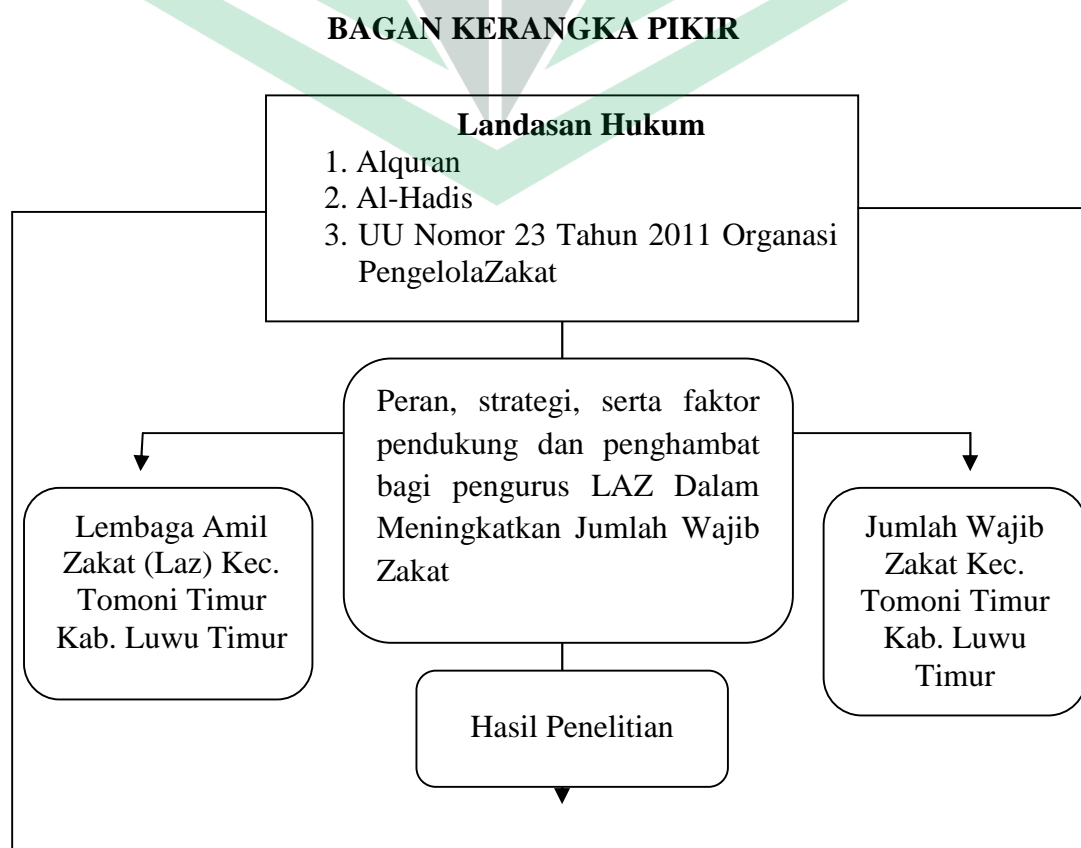 BAGAN KERANGKA PIKIR
Landasan Hukum
1. Alquran
2. Al-Hadis
3. UU Nomor 23 Tahun 2011 Organasi
PengelolaZakat
Peran, strategi, serta faktor
pendukung dan penghambat
bagi pengurus LAZ Dalam
Meningkatkan Jumlah Wajib
Zakat
Lembaga Amil
Zakat (Laz) Kec.
Tomoni Timur
Kab. Luwu Timur
Jumlah Wajib
Zakat Kec.
Tomoni Timur
Kab. Luwu
Timur
Hasil Penelitian